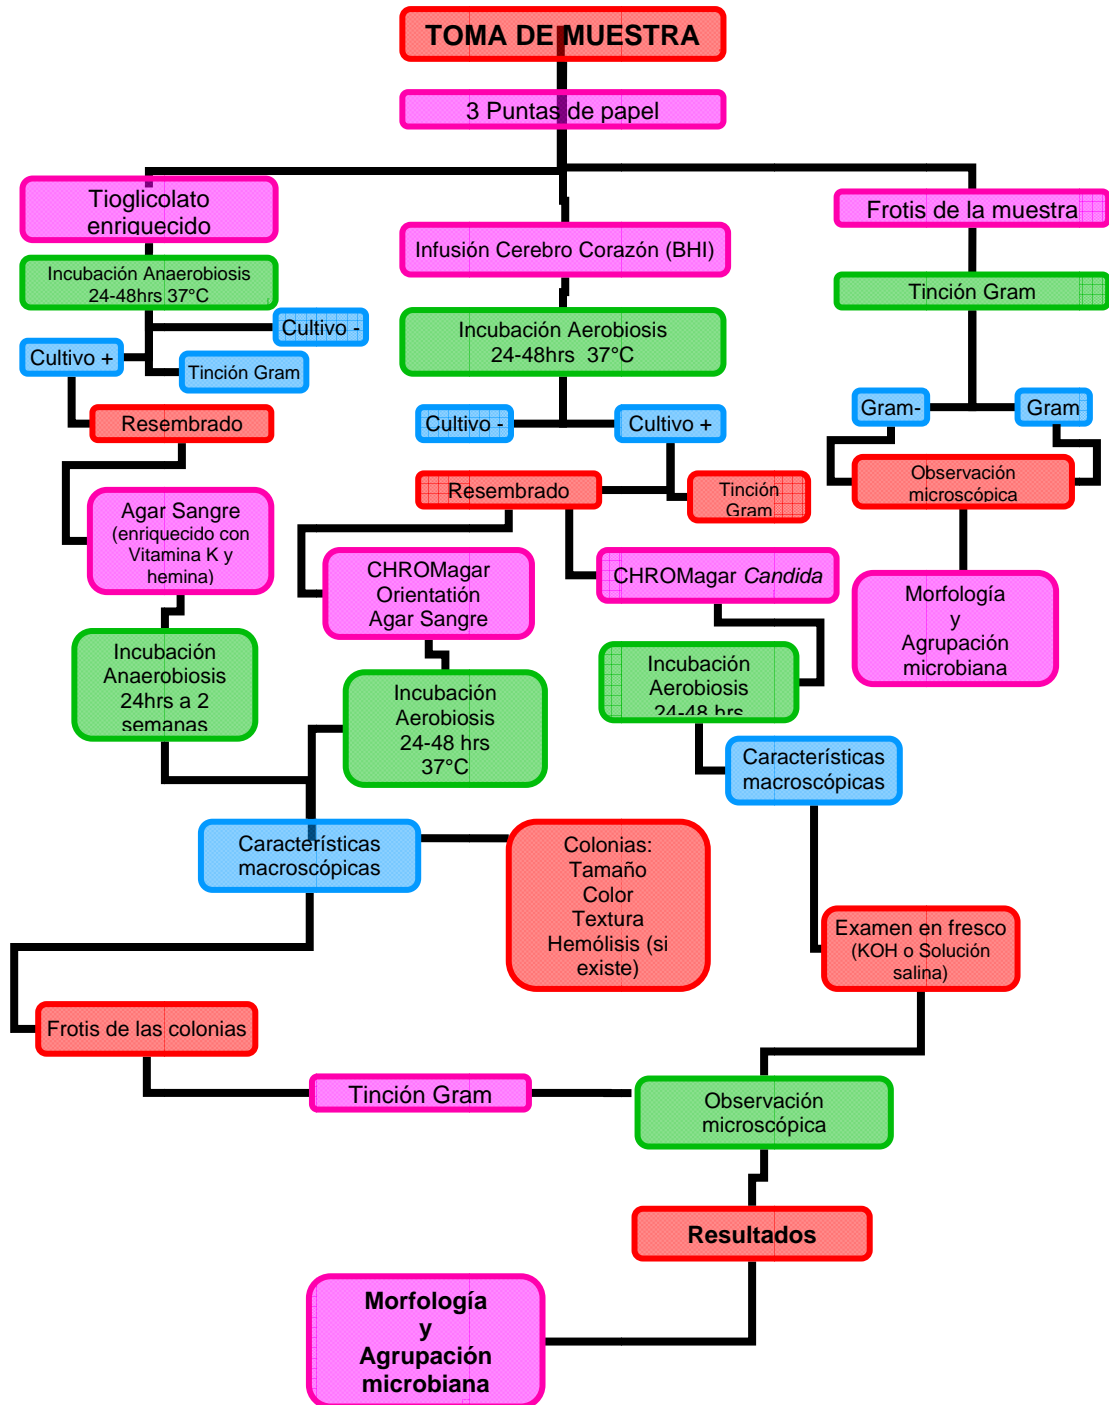 TOMA DE MUESTRA
3 Puntas de papel
Tioglicolato
enriquecido
Incubación Anaerobiosis
24-48hrs 37°C
Cultivo -
Cultivo +
Tinción Gram
Resembrado
Agar Sangre
(enriquecido con
Vitamina K y
hemina)
Incubación
Anaerobiosis
24hrs a 2
semanas
Infusión Cerebro Corazón (BHI)
Incubación Aerobiosis
24-48hrs 37°C
Cultivo -
Cultivo +
Resembrado
Tinción
Gram
CHROMagar
Orientatión
Agar Sangre
Incubación
Aerobiosis
24-48 hrs
37°C
CHROMagar Candida
Incubación
Aerobiosis
24-48 hrs
Características
macroscópicas
Frotis de la muestra
Tinción Gram
Gram-
Gram
Observación
microscópica
Morfología
y
Agrupación
microbiana
Características
macroscópicas
Colonias:
Tamaño
Color
Textura
Hemólisis (si
existe)
Examen en fresco
(KOH o Solución
salina)
Frotis de las colonias
Tinción Gram
Observación
microscópica
Resultados
Morfología
y
Agrupación
microbiana